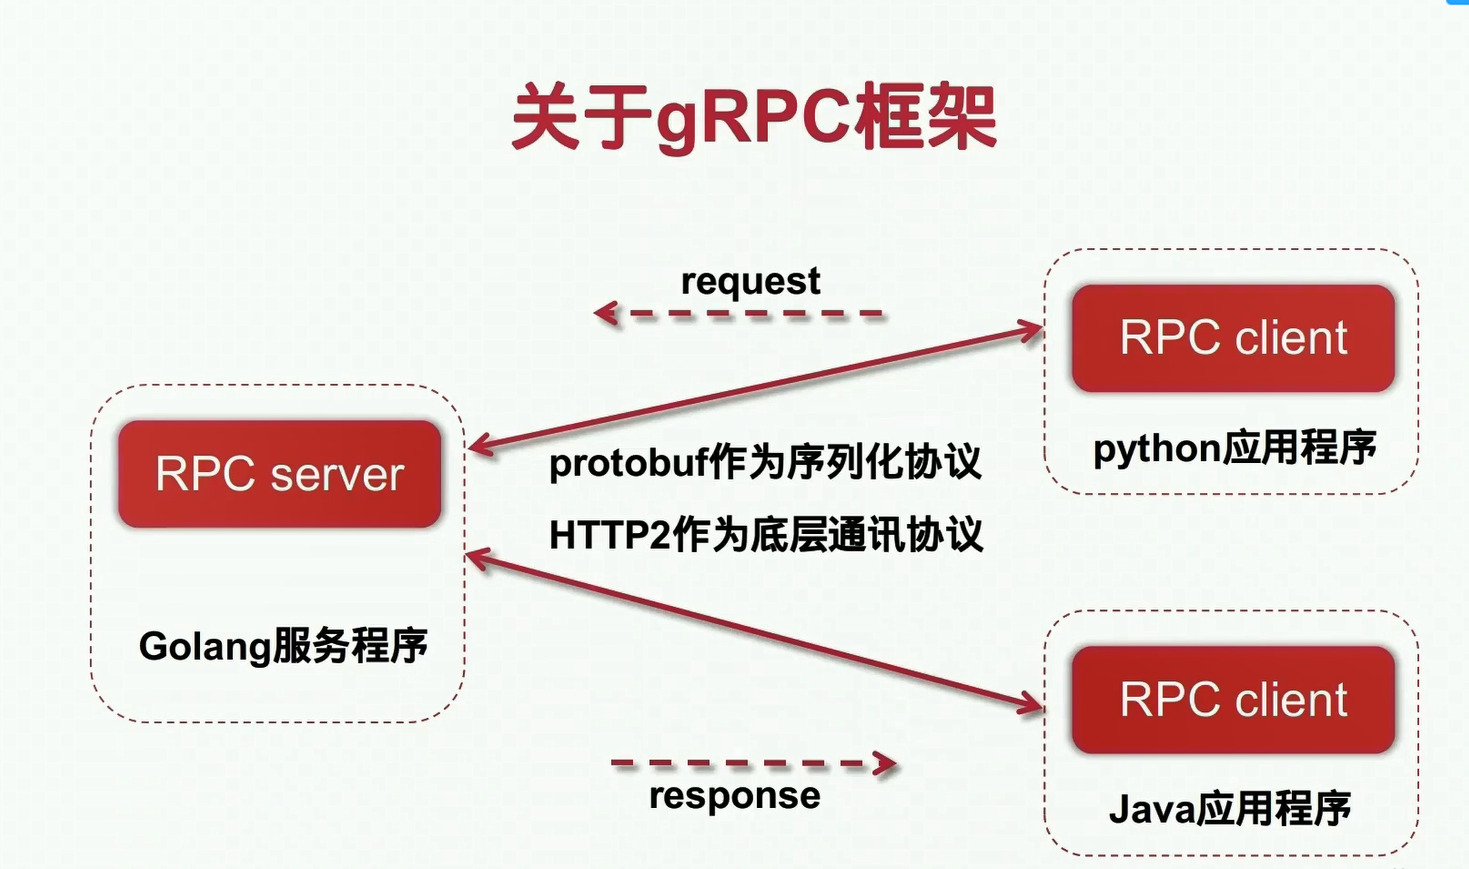 关于gRPC框架
request
RPC client
python应用程序
RPC server
protobuf作为序列化协议
HTTP2作为底层通讯协议
Golang服务程序
RPC client
response
Java应用程序